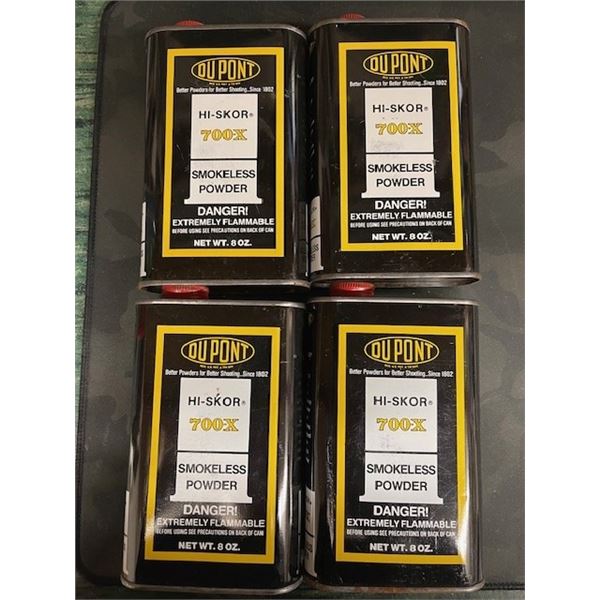 DU PONT
Better Powders for Better Shooting...Since 1802
HI-SKOR®
700-X
SMOKELESS
POWDER
DANGER!
EXTREMELY FLAMMABLE
BEFORE USING SEE PRECAUTIONS ON BACK OF CAN
NET WT. 8 OZ.
DU PONT
Better Powders for Better Shooting...Since 1802
HI-SKOR®
700-X
SMOKELESS
POWDER
DANGER!
EXTREMELY FLAMMABLE
BEFORE USING SEE PRECAUTIONS ON BACK OF CAN
NET WT. 8 OZ.
DU PONT
Better Powders for Better Shooting...Since 1802
HI-SKOR®
700-X
SMOKELESS
POWDER
DANGER!
EXTREMELY FLAMMABLE
BEFORE USING SEE PRECAUTIONS ON BACK OF CAN
NET WT. 8 OZ.
DU PONT
Better Powders for Better Shooting...Since 1802
HI-SKOR®
700-X
SMOKELESS
POWDER
DANGER!
EXTREMELY FLAMMABLE
BEFORE USING SEE PRECAUTIONS ON BACK OF CAN
NET WT. 8 OZ.